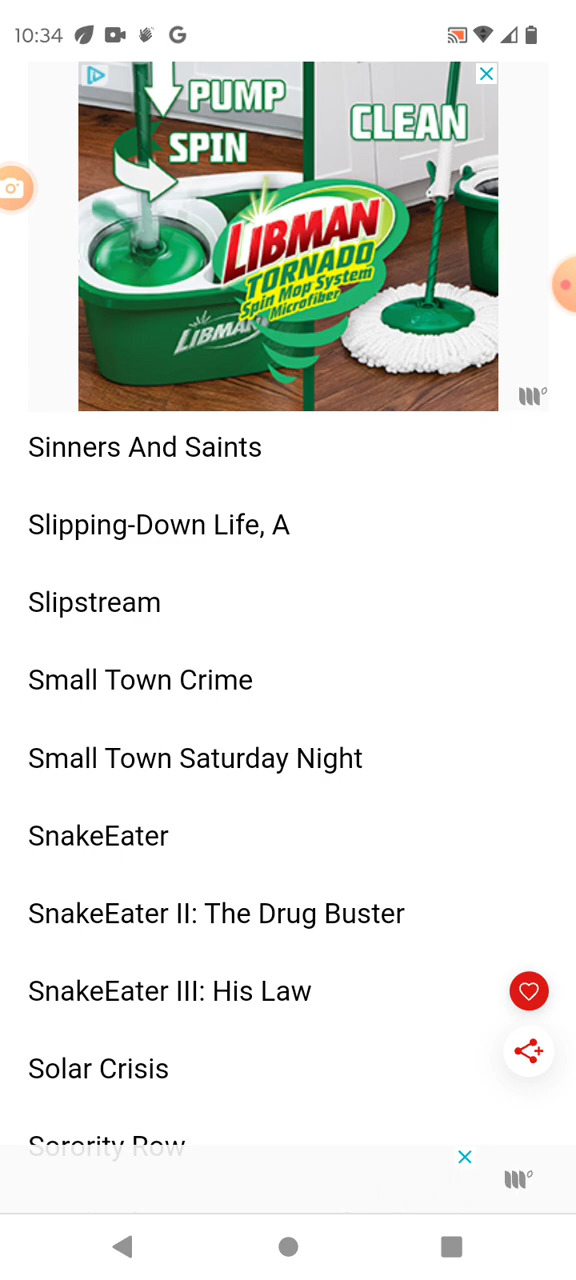 10:34
PUMP
SPIN
CLEAN
LIBMAN
TORNADO
Spin Mop System
Microfiber
LIBMAN
Sinners And Saints
Slipping-Down Life, A
Slipstream
Small Town Crime
Small Town Saturday Night
SnakeEater
SnakeEater II: The Drug Buster
SnakeEater III: His Law
Solar Crisis
Sorority Row